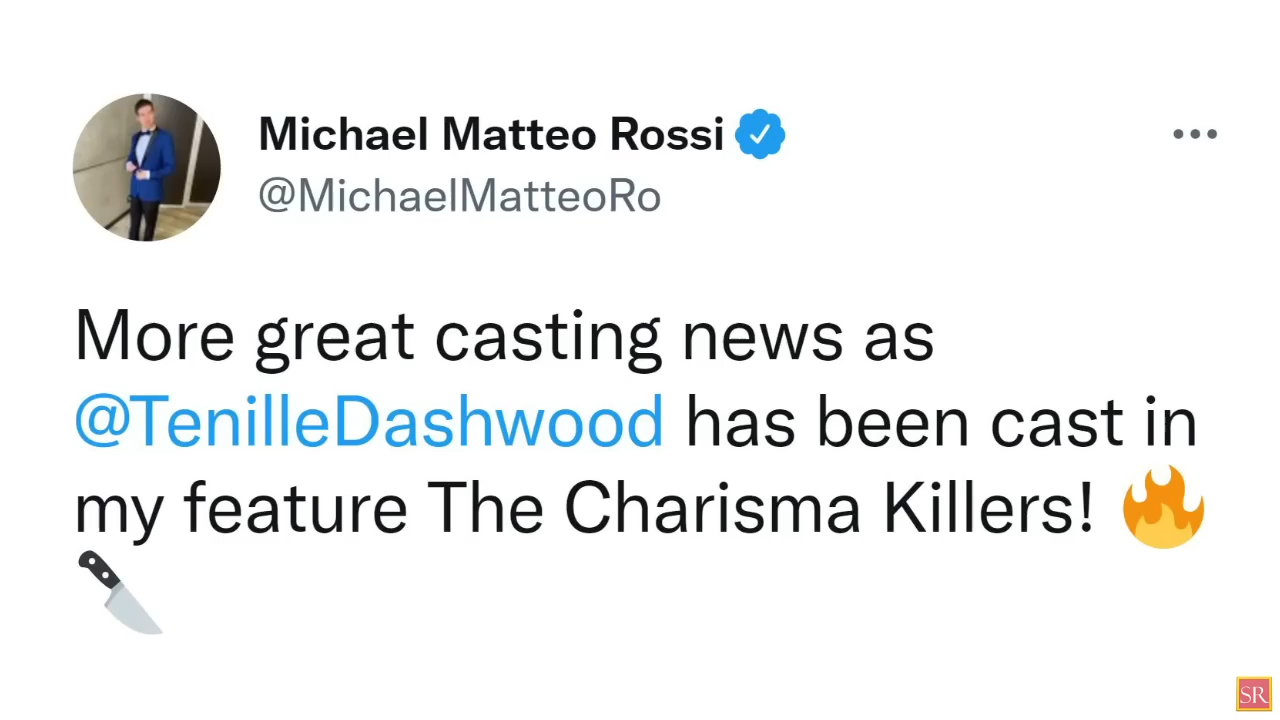 Michael Matteo Rossi
@MichaelMatteoRo
More great casting news as
@TenilleDashwood has been cast in
my feature The Charisma Killers! 🔥
🔪
SR